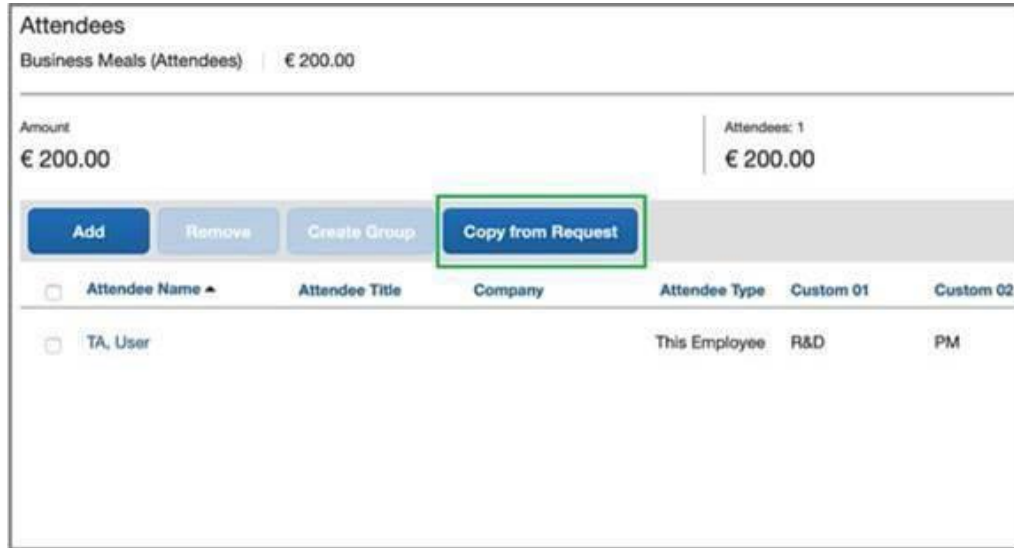 Attendees
Business Meals (Attendees) € 200.00
Amount
€ 200.00
Attendees: 1
€ 200.00
Add Remove Create Group Copy from Request
Attendee Name Attendee Title Company Attendee Type Custom 01 Custom 02
TA, User This Employee R&D PM